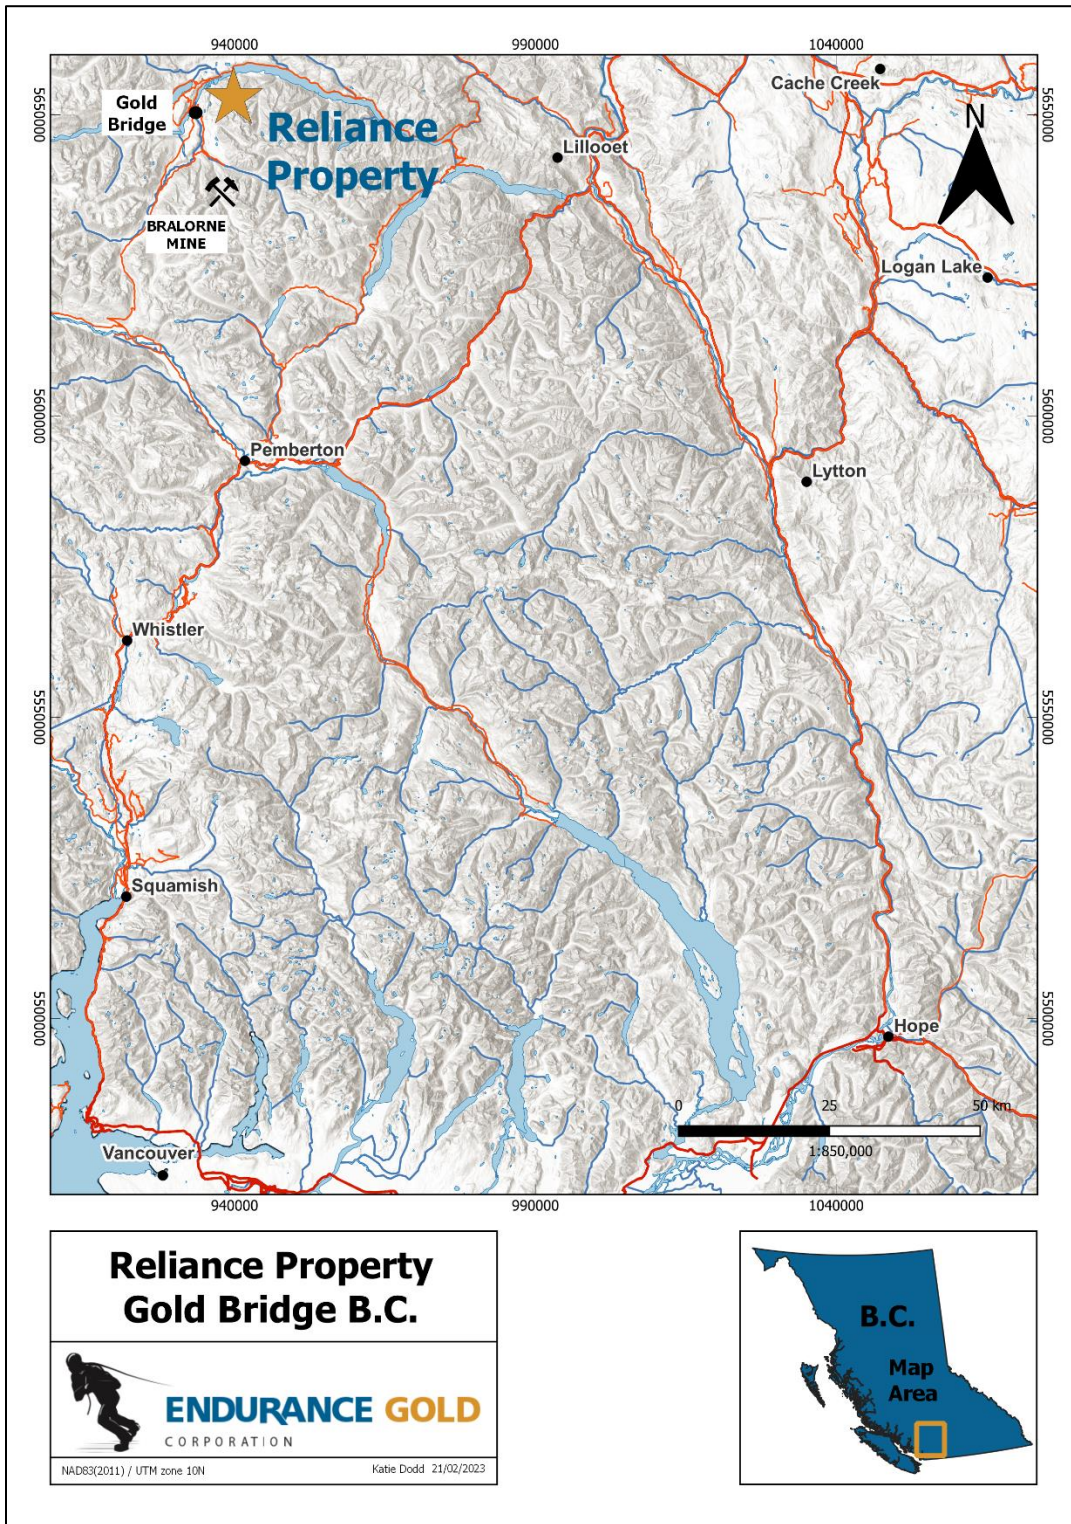 940000
990000
1040000
Cache Creek
5650000
5650000
Gold
Bridge
Reliance
Property
N
Lillooet
BRALORNE
MINE
Logan Lake
5600000
5600000
Pemberton
Lytton
Whistler
5550000
5550000
Squamish
5500000
5500000
Hope
0
25
50 km
1:850,000
Vancouver
940000
990000
1040000
Reliance Property
Gold Bridge B.C.
ENDURANCE GOLD
CORPORATION
NAD83(2011) / UTM zone 10N
Katie Dodd 21/02/2023
B.C.
Map
Area